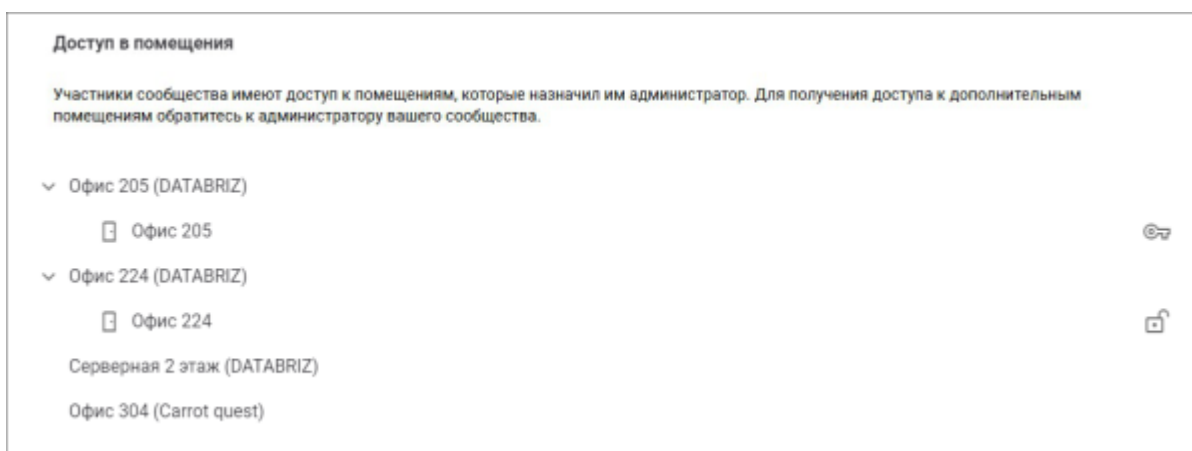 Доступ в помещения
Участники сообщества имеют доступ к помещениям, которые назначил им администратор. Для получения доступа к дополнительным
помещениям обратитесь к администратору вашего сообщества.
Офис 205 (DATABRIZ)
Офис 205
Офис 224 (DATABRIZ)
Офис 224
Серверная 2 этаж (DATABRIZ)
Офис 304 (Carrot quest)